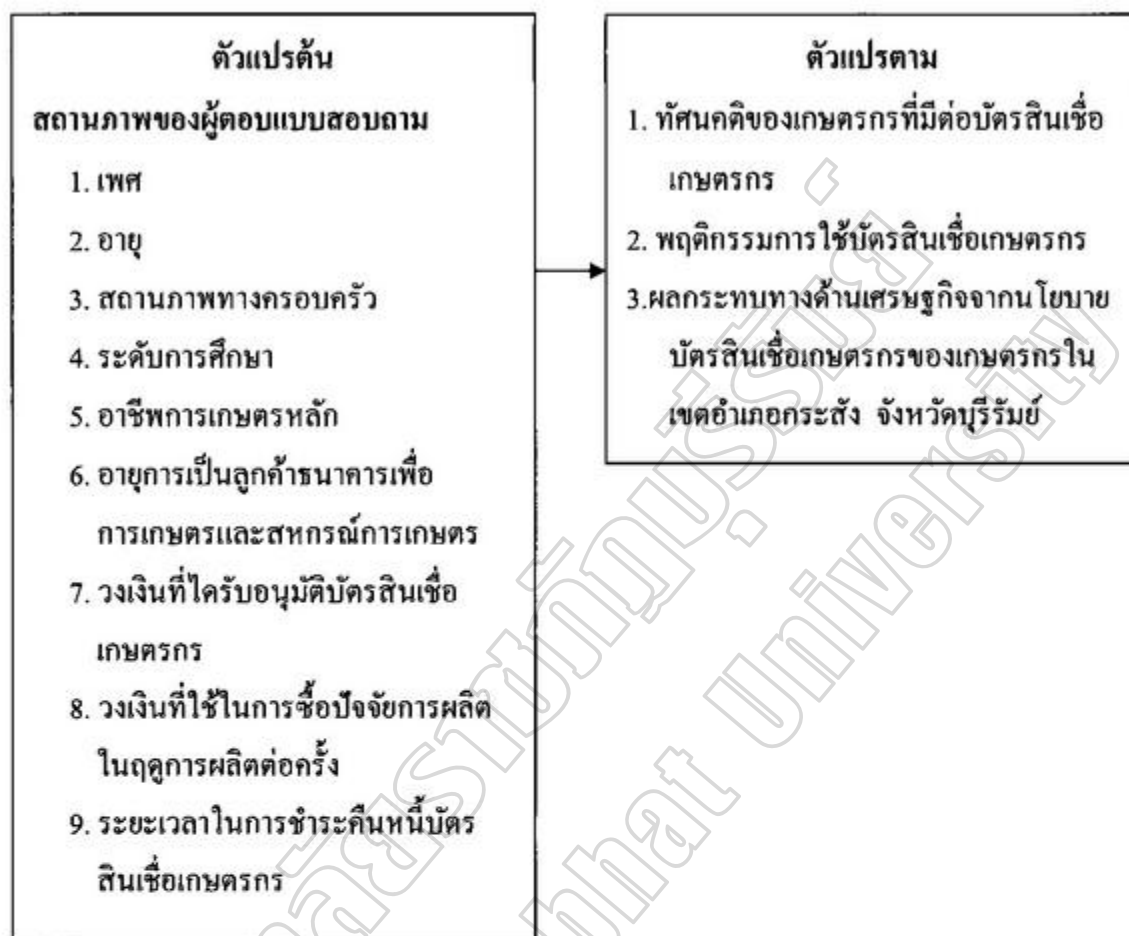 ตัวแปรต้น
สถานภาพของผู้ตอบแบบสอบถาม
1. เพศ
2. อายุ
3. สถานภาพทางครอบครัว
4. ระดับการศึกษา
5. อาชีพการเกษตรหลัก
6. อายุการเป็นลูกค้าธนาคารเพื่อ
การเกษตรและสหกรณ์การเกษตร
7. วงเงินที่ไดรับอนุมัติบัตรสินเชื่อ
เกษตรกร
8. วงเงินที่ใช้ในการซื้อปัจจัยการผลิต
ในฤดูการผลิตต่อครั้ง
9. ระยะเวลาในการชำระคืนหนี้บัตร
สินเชื่อเกษตรกร
ตัวแปรตาม
1. ทัศนคติของเกษตรกรที่มีต่อบัตรสินเชื่อ
เกษตรกร
2. พฤติกรรมการใช้บัตรสินเชื่อเกษตรกร
3.ผลกระทบทางด้านเศรษฐกิจจากนโยบาย
บัตรสินเชื่อเกษตรกรของเกษตรกรใน
เขตอำเภอกระสัง จังหวัดบุรีรัมย์
ลัยราชภัฏบุรีรัมย์
bhat University